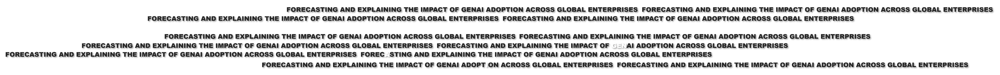 FORECASTING AND EXPLAINING THE IMPACT OF GENAI ADOPTION ACROSS GLOBAL ENTERPRISES FORECASTING AND EXPLAINING THE IMPACT OF GENAI ADOPTION ACROSS GLOBAL ENTERPRISES
FORECASTING AND EXPLAINING THE IMPACT OF GENAI ADOPTION ACROSS GLOBAL ENTERPRISES FORECASTING AND EXPLAINING THE IMPACT OF GENAI ADOPTION ACROSS GLOBAL ENTERPRISES
FORECASTING AND EXPLAINING THE IMPACT OF GENAI ADOPTION ACROSS GLOBAL ENTERPRISES FORECASTING AND EXPLAINING THE IMPACT OF GENAI ADOPTION ACROSS GLOBAL ENTERPRISES
FORECASTING AND EXPLAINING THE IMPACT OF GENAI ADOPTION ACROSS GLOBAL ENTERPRISES FORECASTING AND EXPLAINING THE IMPACT OF GENAI ADOPTION ACROSS GLOBAL ENTERPRISES
FORECASTING AND EXPLAINING THE IMPACT OF GENAI ADOPTION ACROSS GLOBAL ENTERPRISES FORECASTING AND EXPLAINING THE IMPACT OF GENAI ADOPTION ACROSS GLOBAL ENTERPRISES
FORECASTING AND EXPLAINING THE IMPACT OF GENAI ADOPTION ACROSS GLOBAL ENTERPRISES FORECASTING AND EXPLAINING THE IMPACT OF GENAI ADOPTION ACROSS GLOBAL ENTERPRISES